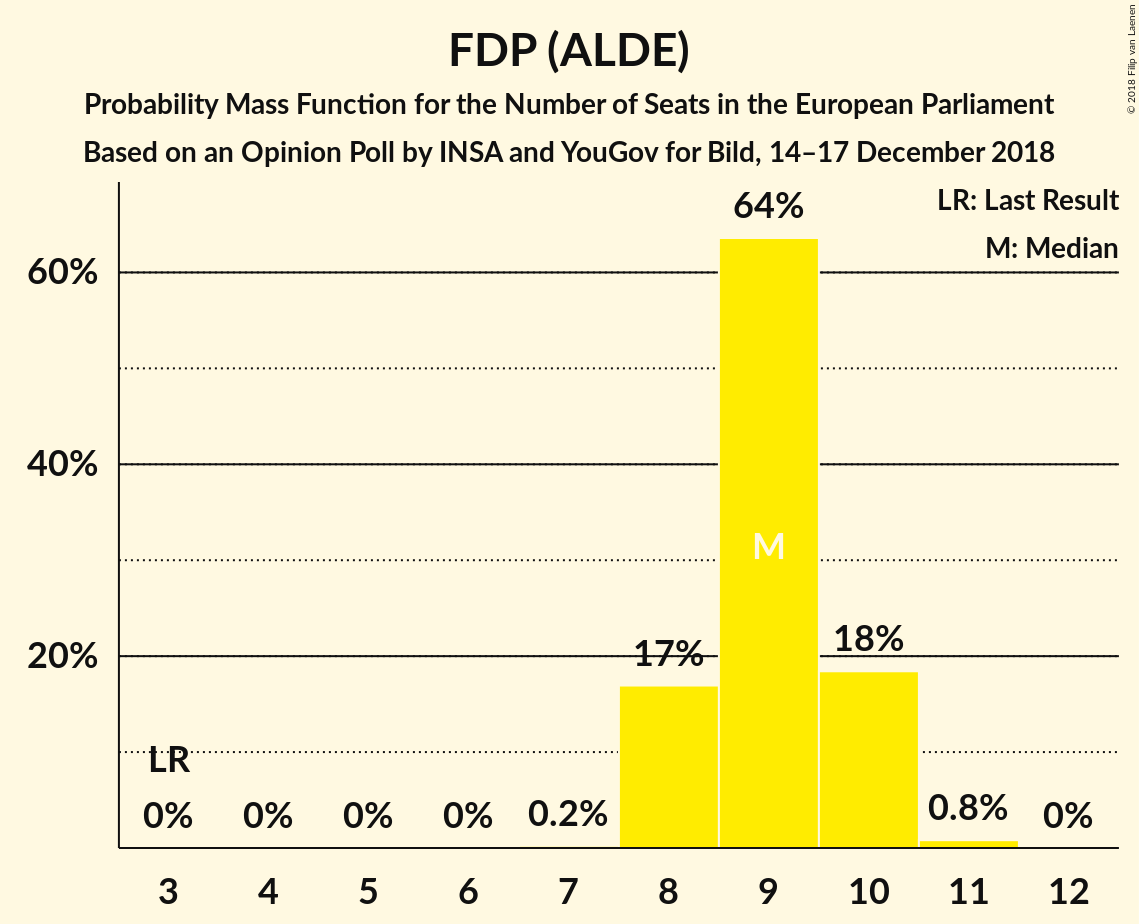 FDP (ALDE)
Probability Mass Function for the Number of Seats in the European Parliament
Based on an Opinion Poll by INSA and YouGov for Bild, 14–17 December 2018
© 2018 Filip van Laenen
LR: Last Result
M: Median
60%
40%
20%
64%
M
17%
18%
LR
0%
0%
0%
0%
0.2%
0.8%
0%
3 4 5 6 7 8 9 10 11 12